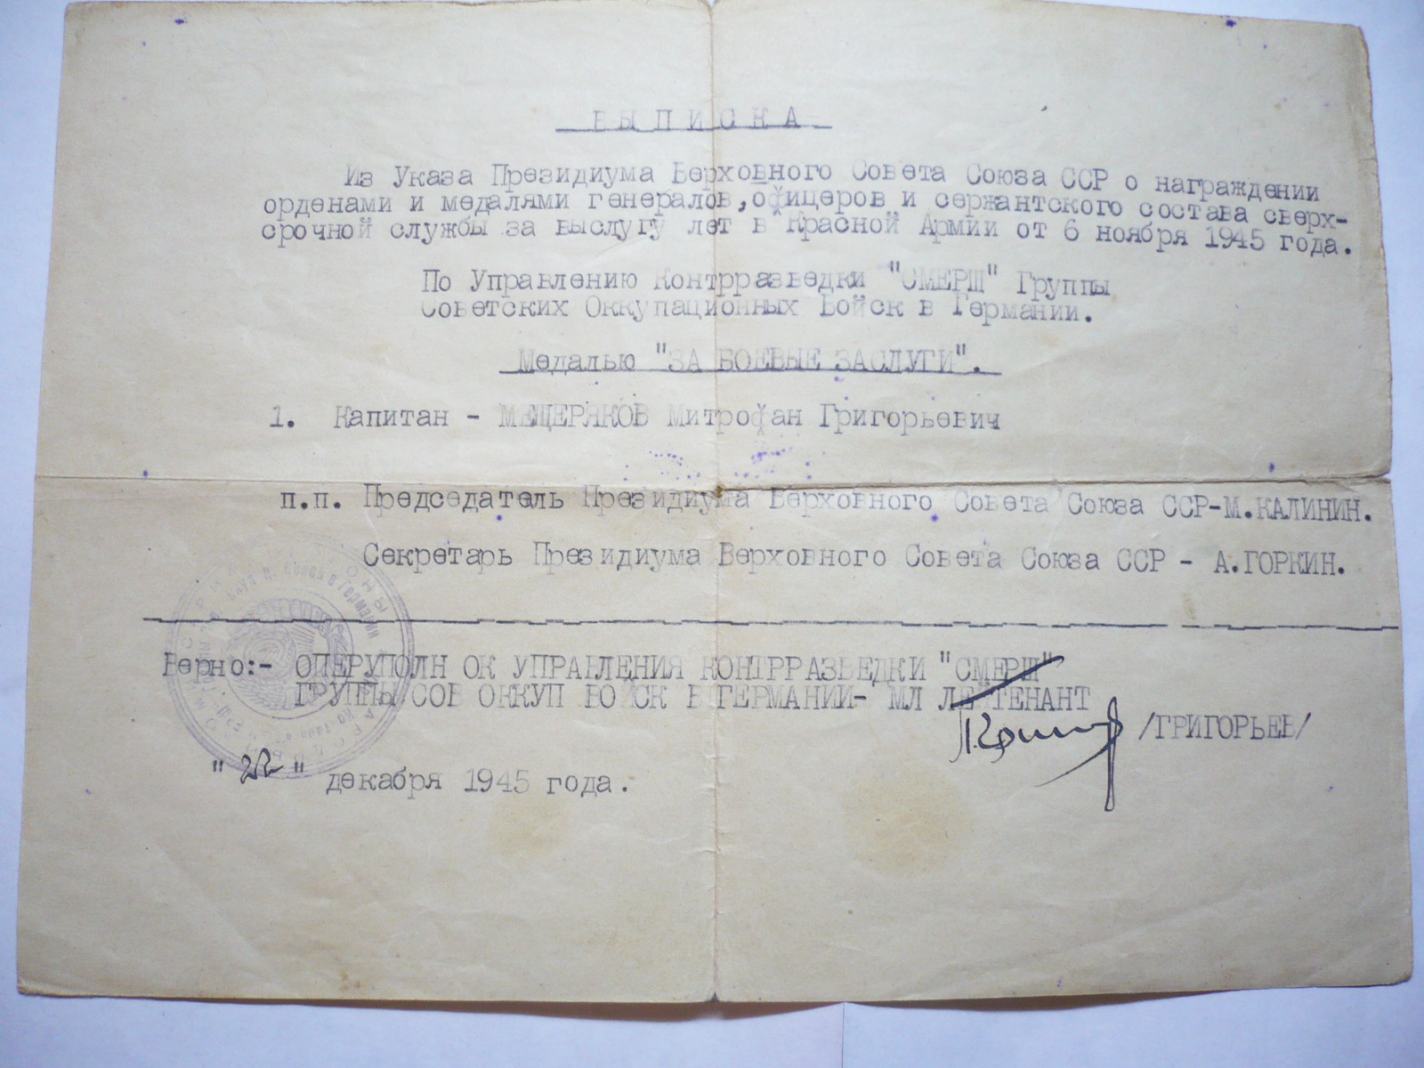 ВЫПИСКА
Из Указа Президиума Верховного Совета Союза ССР о награждении
орденами и медалями генералов, офицеров и сержантского состава сверх-
срочной службы за выслугу лет в Красной Армии от 6 ноября 1945 года.
По Управлению Контрразведки "СМЕРШ" Группы
Советских Оккупационных Войск в Германии.
Медалью "ЗА БОЕВЫЕ ЗАСЛУГИ".
1. Капитан - МЕЩЕРЯКОВ Митрофан Григорьевич
п.п. Председатель Президиума Верховного Совета Союза ССР-М.КАЛИНИН.
Секретарь Президиума Верховного Совета Союза ССР - А.ГОРКИН.
Верно:- ОПЕРУПОЛН ОК УПРАВЛЕНИЯ КОНТРРАЗВЕДКИ "СМЕРШ"
ГРУППЫ СОВ ОККУП ВОЙСК В ГЕРМАНИИ- МЛ ЛЕЙТЕНАНТ
/ГРИГОРЬЕВ/
" " декабря 1945 года.